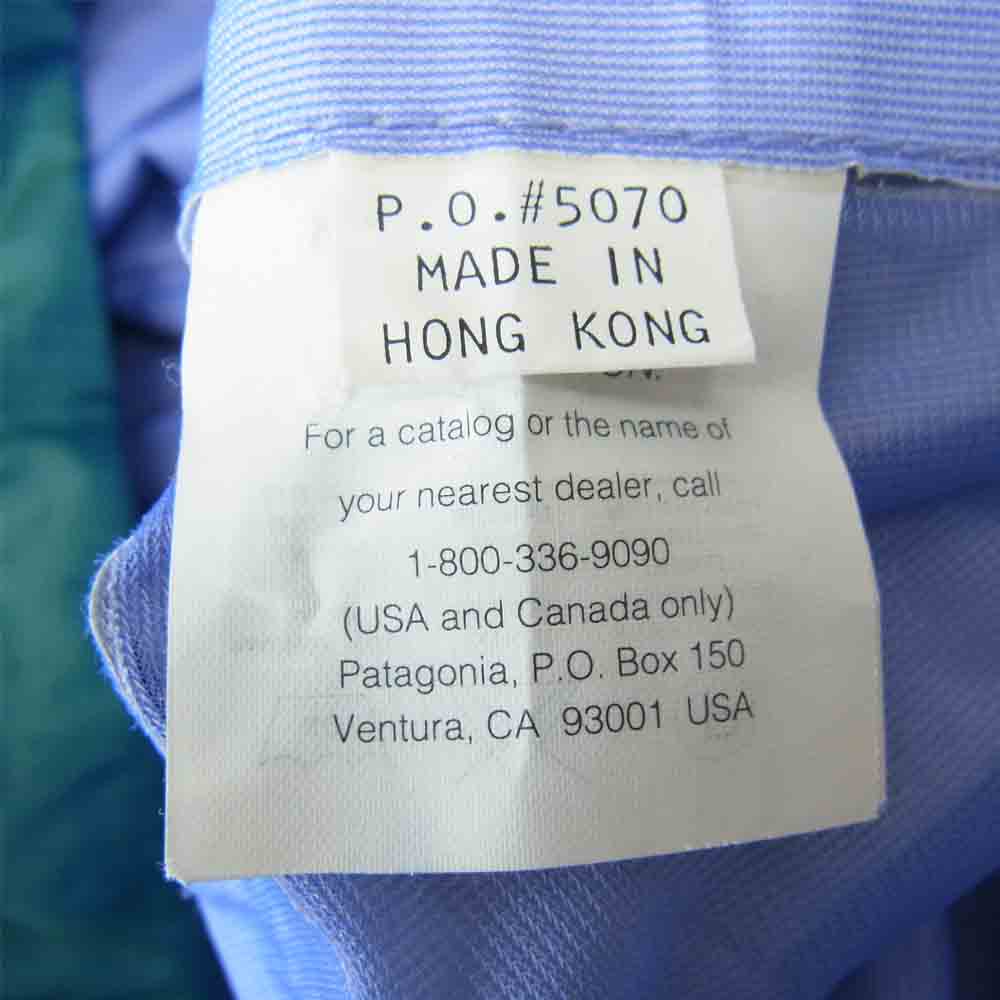 P.O.#5070
MADE IN
HONG KONG
For a catalog or the name of
your nearest dealer, call
1-800-336-9090
(USA and Canada only)
Patagonia, P.O. Box 150
Ventura, CA 93001 USA